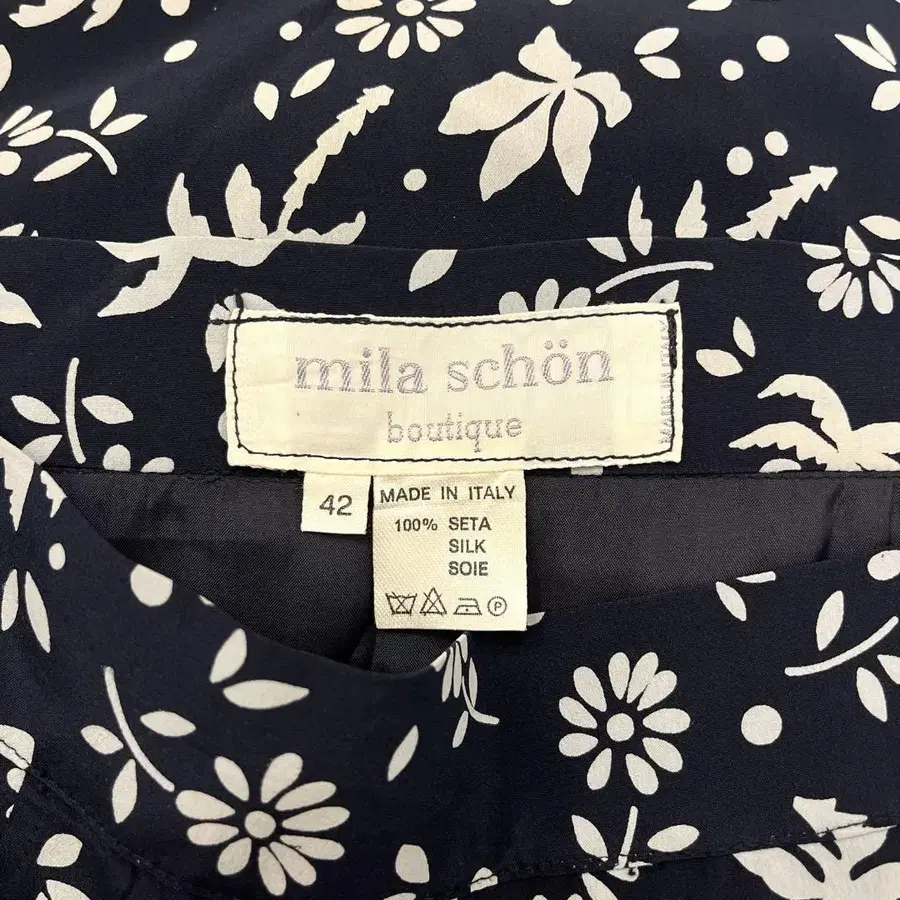 mila schön
boutique
MADE IN ITALY
42
MADE IN ITALY
100% SETA
SILK
SOIE
P